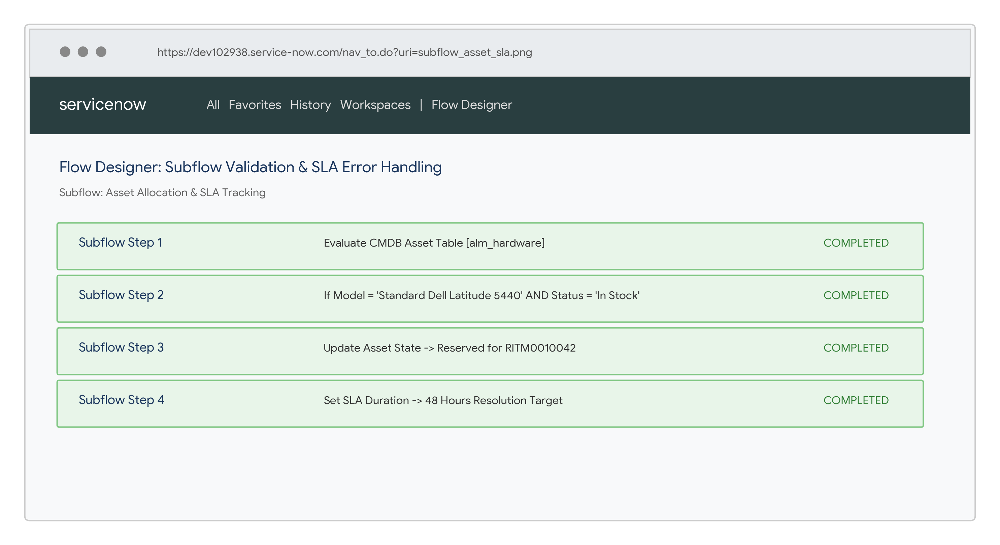 https://dev102938.service-now.com/nav_to.do?uri=subflow_asset_sla.png
servicenow All Favorites History Workspaces | Flow Designer
Flow Designer: Subflow Validation & SLA Error Handling
Subflow: Asset Allocation & SLA Tracking
Subflow Step 1 Evaluate CMDB Asset Table [alm_hardware] COMPLETED
Subflow Step 2 If Model = 'Standard Dell Latitude 5440' AND Status = 'In Stock' COMPLETED
Subflow Step 3 Update Asset State -> Reserved for RITM0010042 COMPLETED
Subflow Step 4 Set SLA Duration -> 48 Hours Resolution Target COMPLETED